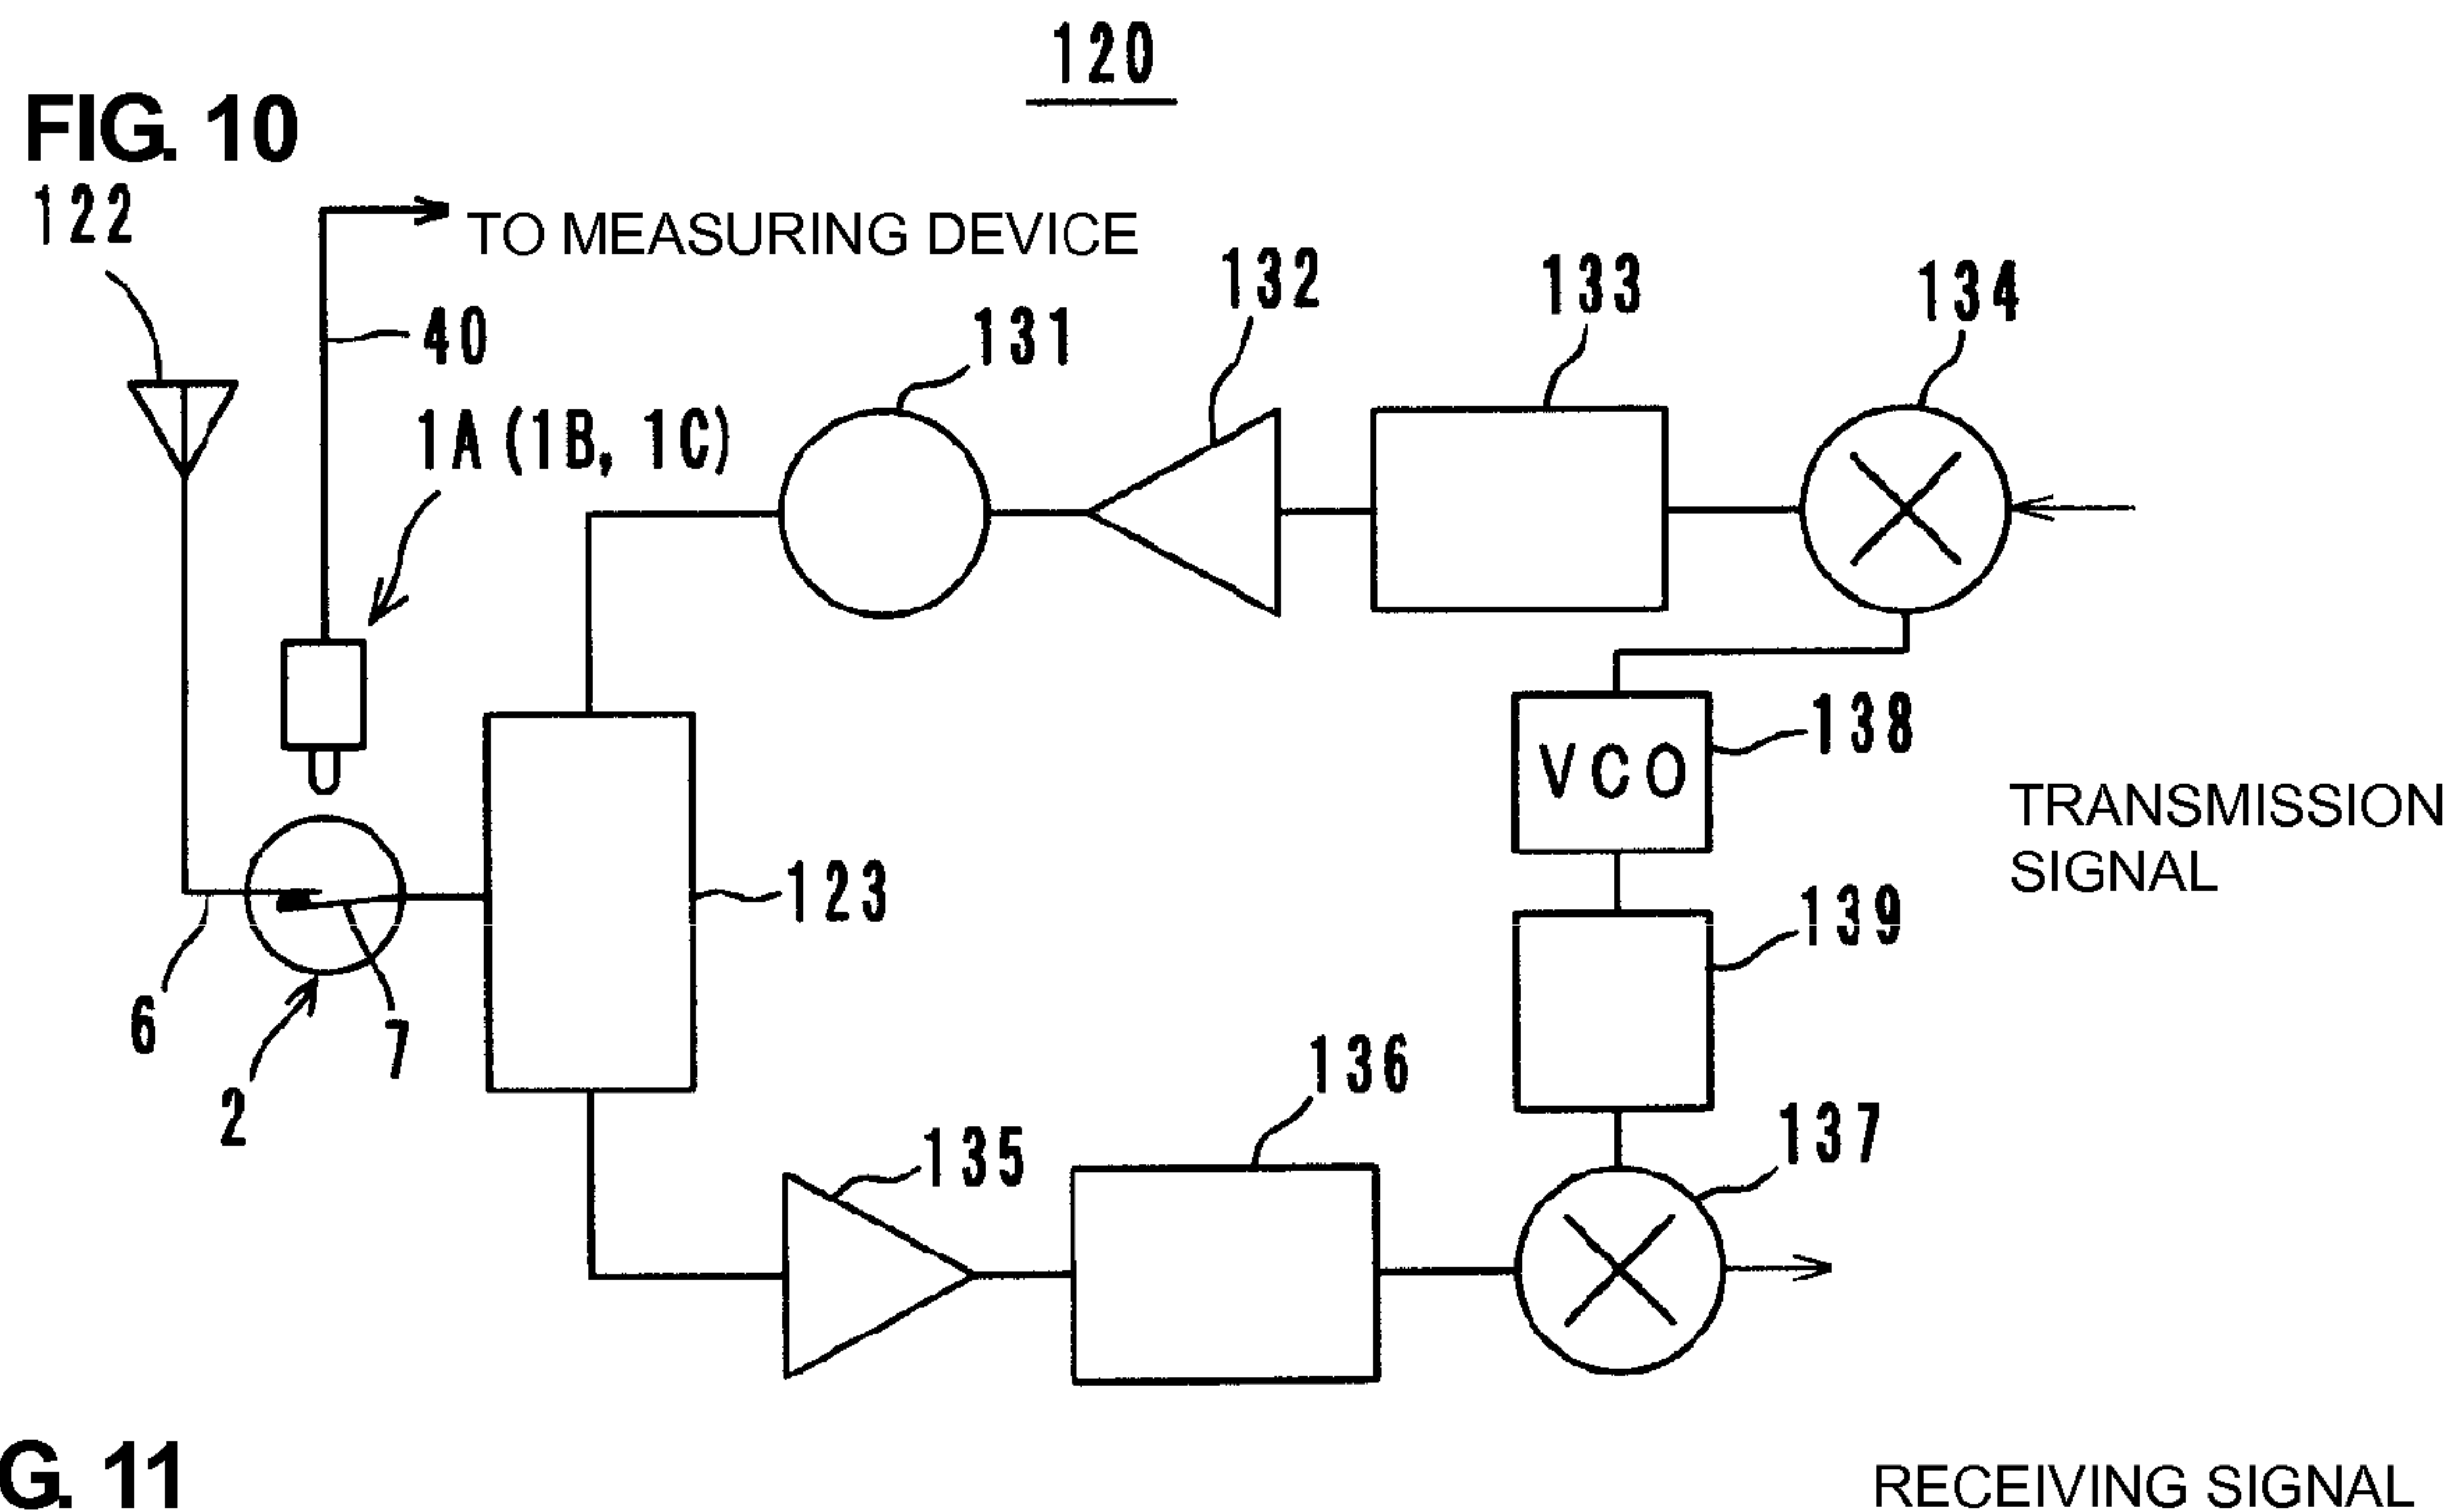 120
FIG. 10
122
TO MEASURING DEVICE
40
1A (1B, 1C)
131
132
133
134
VCO
138
TRANSMISSION
SIGNAL
123
139
6
7
2
135
136
137
G. 11
RECEIVING SIGNAL